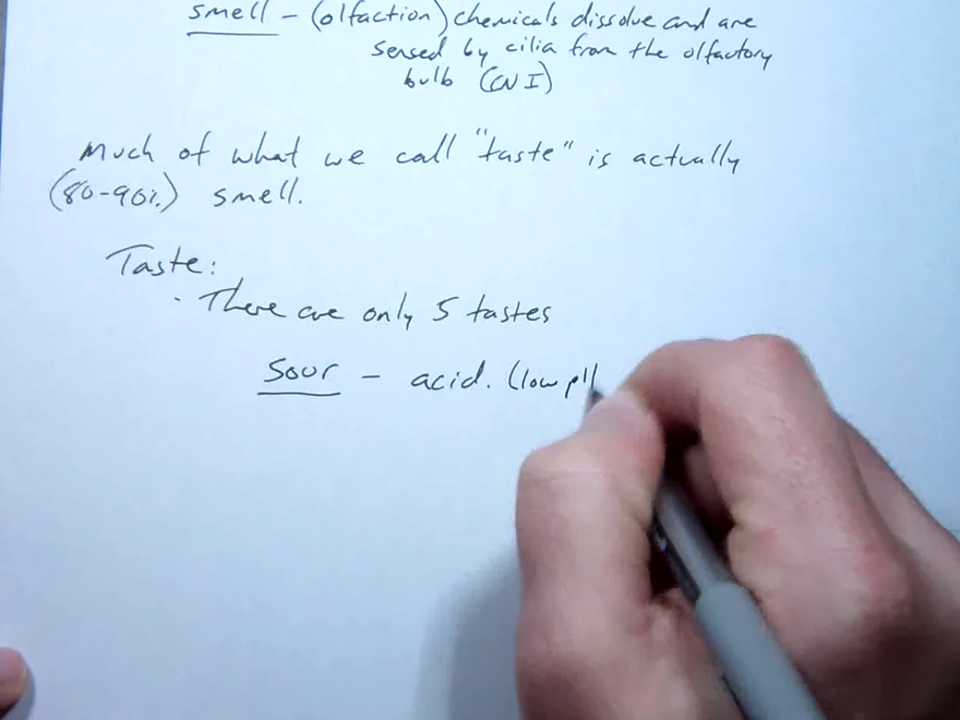 smell - (olfaction) chemicals dissolve and are
sensed by cilia from the olfactory
bulb (CN I)
Much of what we call "taste" is actually
(80-90%) smell.
Taste:
· There are only 5 tastes
sour - acid. (low pH